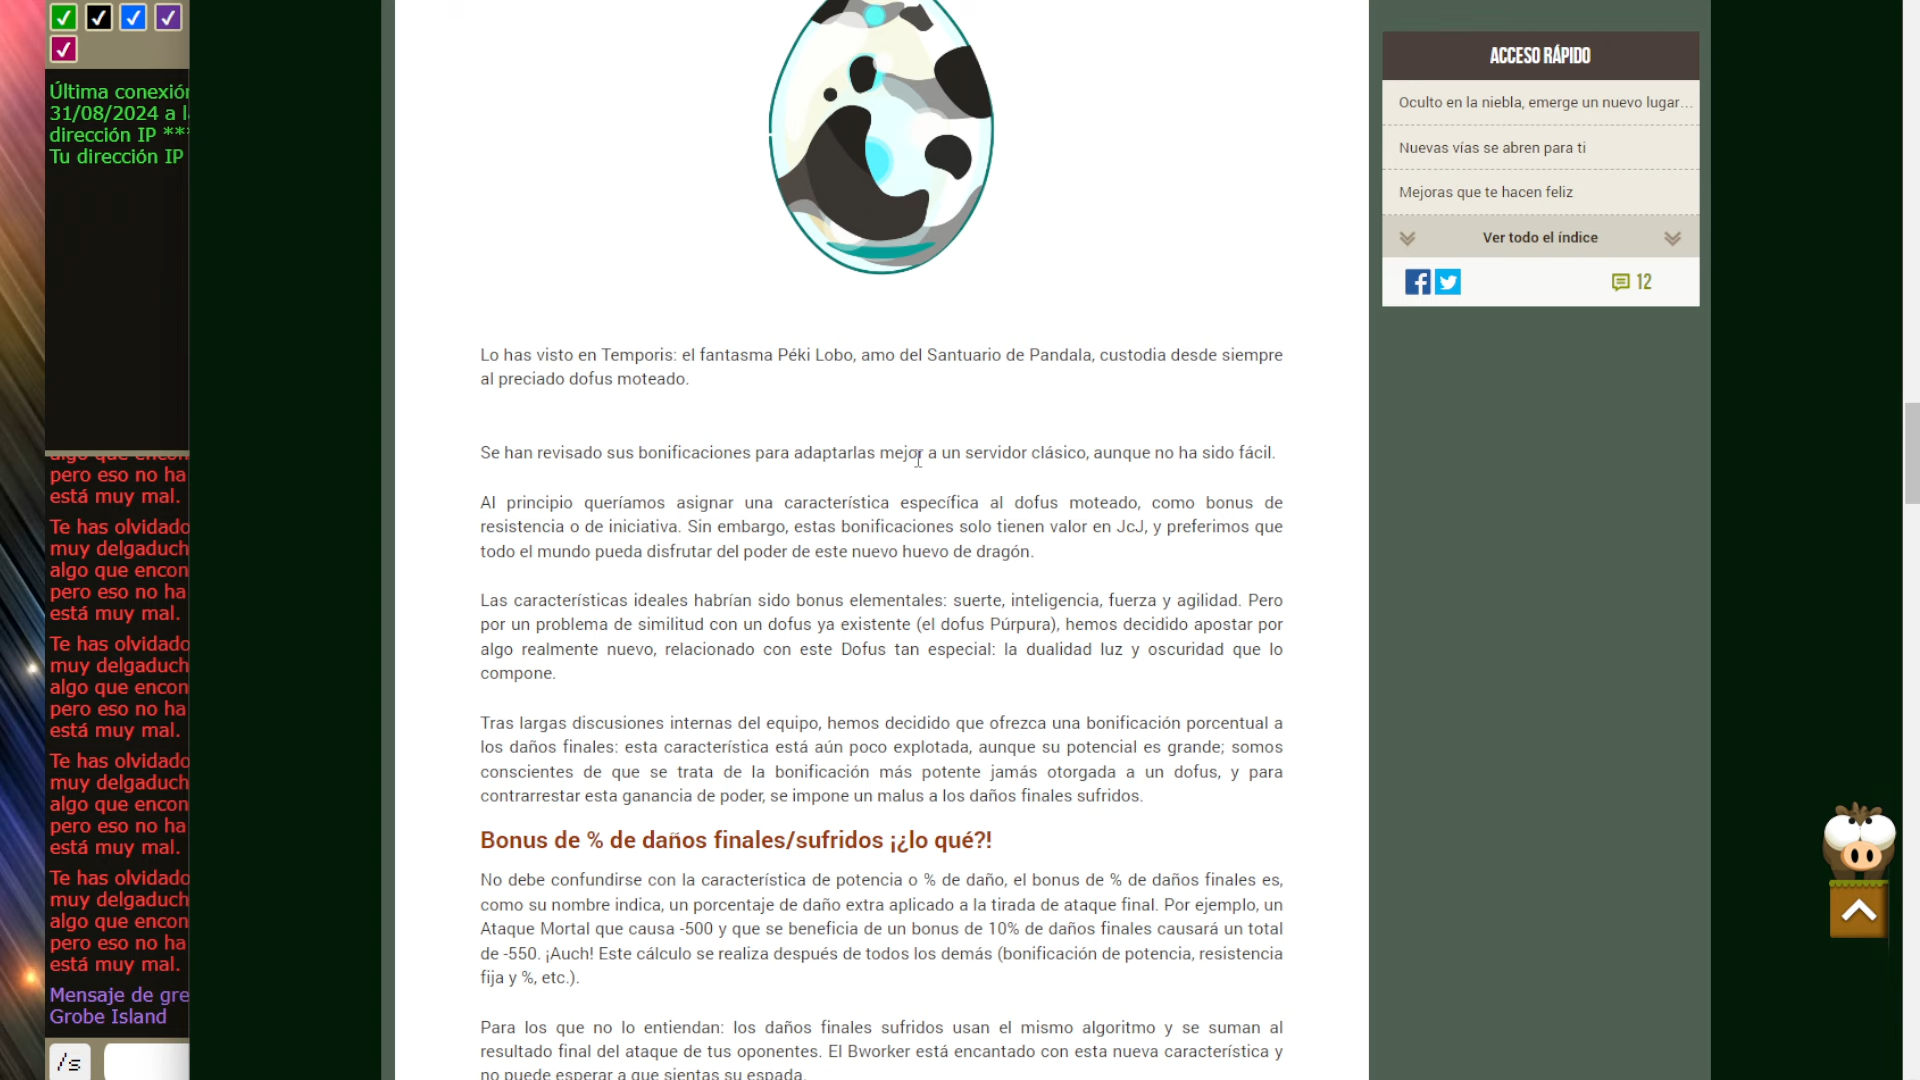 Última conexión
31/08/2024 a l
dirección IP **
Tu dirección IP
pero eso no ha
está muy mal.
Te has olvidado
muy delgaduch
algo que encon
pero eso no ha
está muy mal.
Te has olvidado
muy delgaduch
algo que encon
pero eso no ha
está muy mal.
Te has olvidado
muy delgaduch
algo que encon
pero eso no ha
está muy mal.
Te has olvidado
muy delgaduch
algo que encon
pero eso no ha
está muy mal.
Mensaje de gre
Grobe Island
/s
Lo has visto en Temporis: el fantasma Péki Lobo, amo del Santuario de Pandala, custodia desde siempre
al preciado dofus moteado.
Se han revisado sus bonificaciones para adaptarlas mejor a un servidor clásico, aunque no ha sido fácil.
Al principio queríamos asignar una característica específica al dofus moteado, como bonus de
resistencia o de iniciativa. Sin embargo, estas bonificaciones solo tienen valor en JcJ, y preferimos que
todo el mundo pueda disfrutar del poder de este nuevo huevo de dragón.
Las características ideales habrían sido bonus elementales: suerte, inteligencia, fuerza y agilidad. Pero
por un problema de similitud con un dofus ya existente (el dofus Púrpura), hemos decidido apostar por
algo realmente nuevo, relacionado con este Dofus tan especial: la dualidad luz y oscuridad que lo
compone.
Tras largas discusiones internas del equipo, hemos decidido que ofrezca una bonificación porcentual a
los daños finales: esta característica está aún poco explotada, aunque su potencial es grande; somos
conscientes de que se trata de la bonificación más potente jamás otorgada a un dofus, y para
contrarrestar esta ganancia de poder, se impone un malus a los daños finales sufridos.
Bonus de % de daños finales/sufridos ¡¿lo qué?!
No debe confundirse con la característica de potencia o % de daño, el bonus de % de daños finales es,
como su nombre indica, un porcentaje de daño extra aplicado a la tirada de ataque final. Por ejemplo, un
Ataque Mortal que causa -500 y que se beneficia de un bonus de 10% de daños finales causará un total
de -550. ¡Auch! Este cálculo se realiza después de todos los demás (bonificación de potencia, resistencia
fija y %, etc.).
Para los que no lo entiendan: los daños finales sufridos usan el mismo algoritmo y se suman al
resultado final del ataque de tus oponentes. El Bworker está encantado con esta nueva característica y
no puede esperar a que sientas su espada.
ACCESO RÁPIDO
Oculto en la niebla, emerge un nuevo lugar...
Nuevas vías se abren para ti
Mejoras que te hacen feliz
Ver todo el índice
12